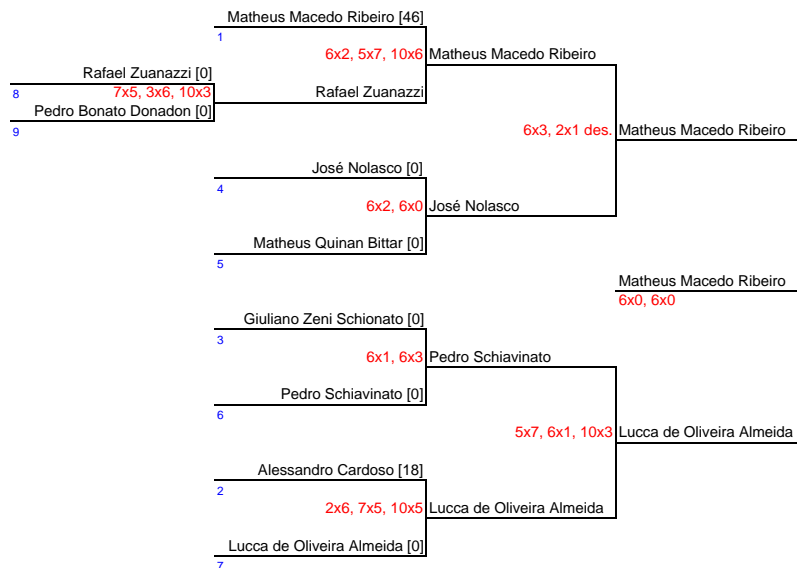 Matheus Macedo Ribeiro [46]
1
6x2, 5x7, 10x6
Matheus Macedo Ribeiro
Rafael Zuanazzi [0]
8
7x5, 3x6, 10x3
Rafael Zuanazzi
Pedro Bonato Donadon [0]
9
6x3, 2x1 des.
Matheus Macedo Ribeiro
José Nolasco [0]
4
6x2, 6x0
José Nolasco
Matheus Quinan Bittar [0]
5
Matheus Macedo Ribeiro
6x0, 6x0
Giuliano Zeni Schionato [0]
3
6x1, 6x3
Pedro Schiavinato
Pedro Schiavinato [0]
6
5x7, 6x1, 10x3
Lucca de Oliveira Almeida
Alessandro Cardoso [18]
2
2x6, 7x5, 10x5
Lucca de Oliveira Almeida
Lucca de Oliveira Almeida [0]
7